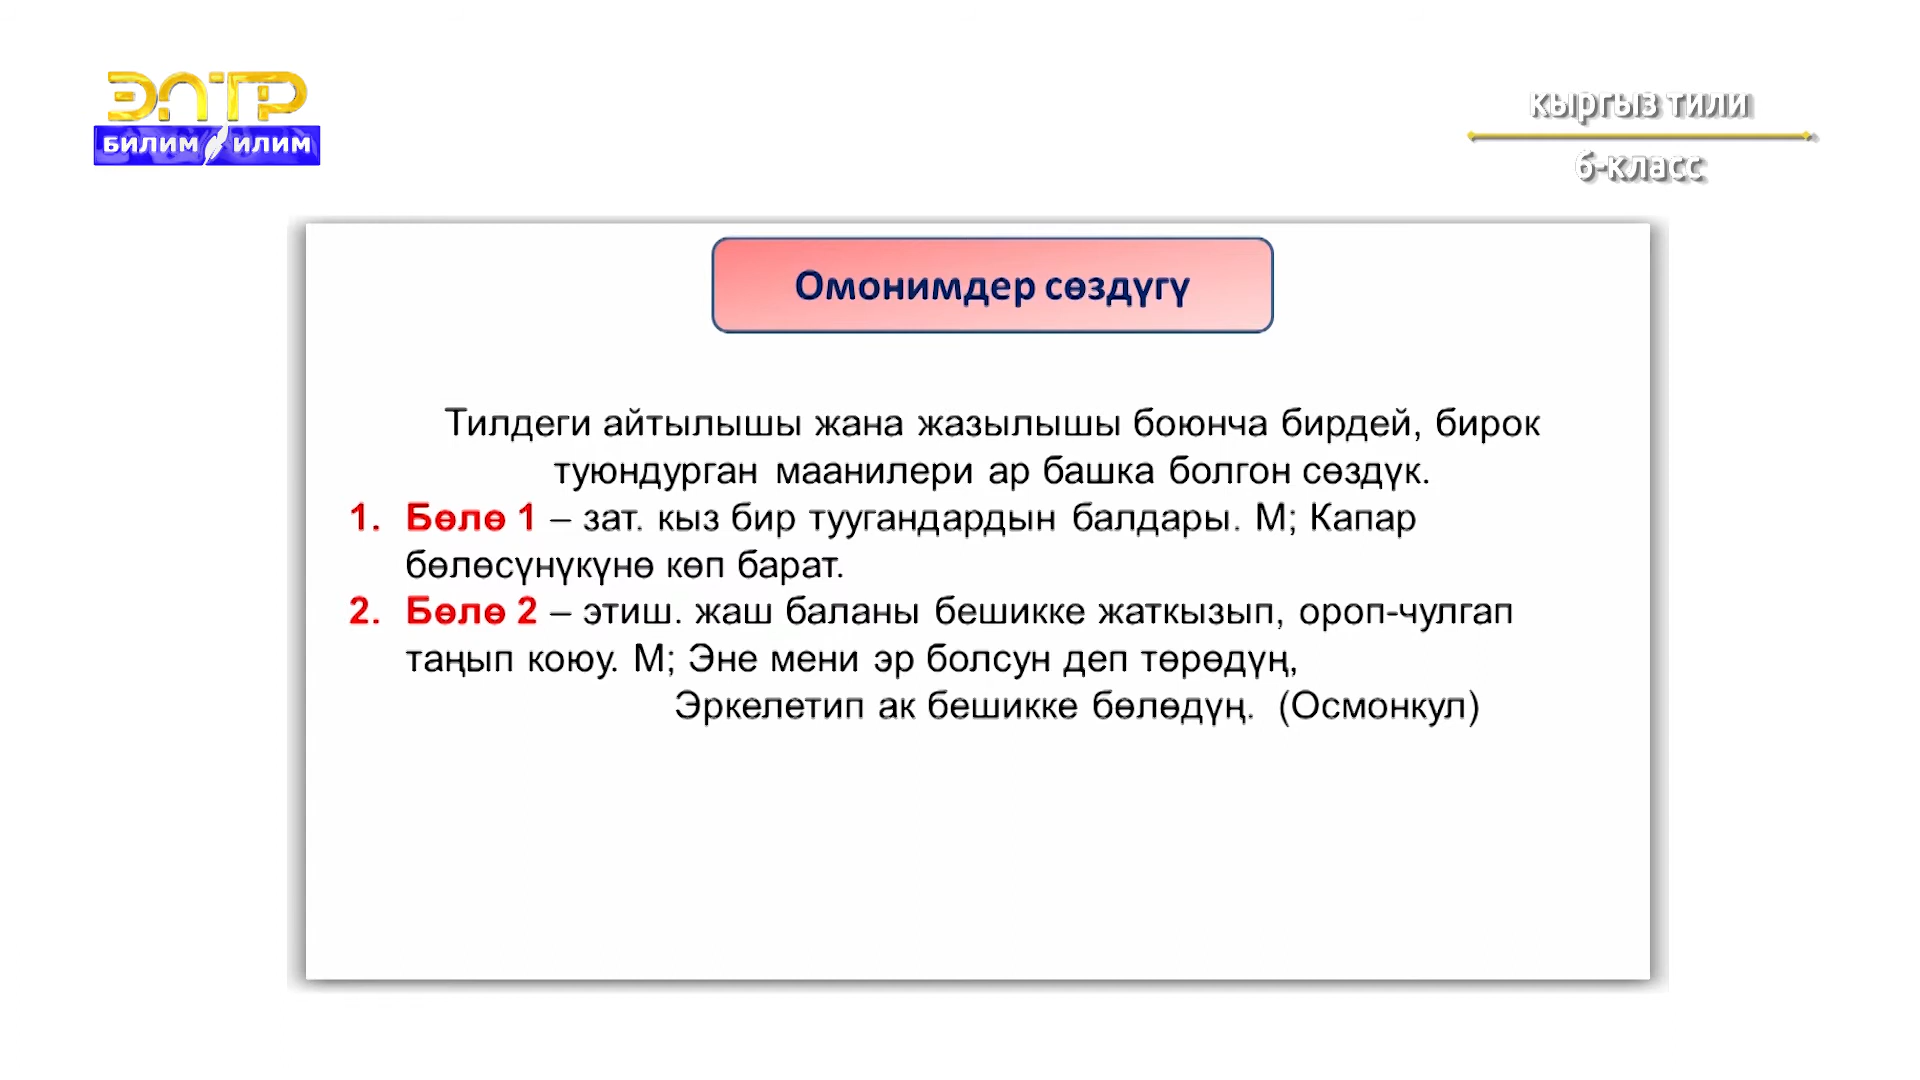 ЭЛТР
БИЛИМ ИЛИМ
кыргыз тили
6-класс
Омонимдер сөздүгү
Тилдеги айтылышы жана жазылышы боюнча бирдей, бирок
туюндурган маанилери ар башка болгон сөздүк.
1. Бөлө 1 – зат. кыз бир туугандардын балдары. М; Капар
бөлөсүнүкүнө көп барат.
2. Бөлө 2 – этиш. жаш баланы бешикке жаткызып, ороп-чулгап
таңып коюу. М; Эне мени эр болсун деп төрөдүң,
Эркелетип ак бешикке бөлөдүң. (Осмонкул)